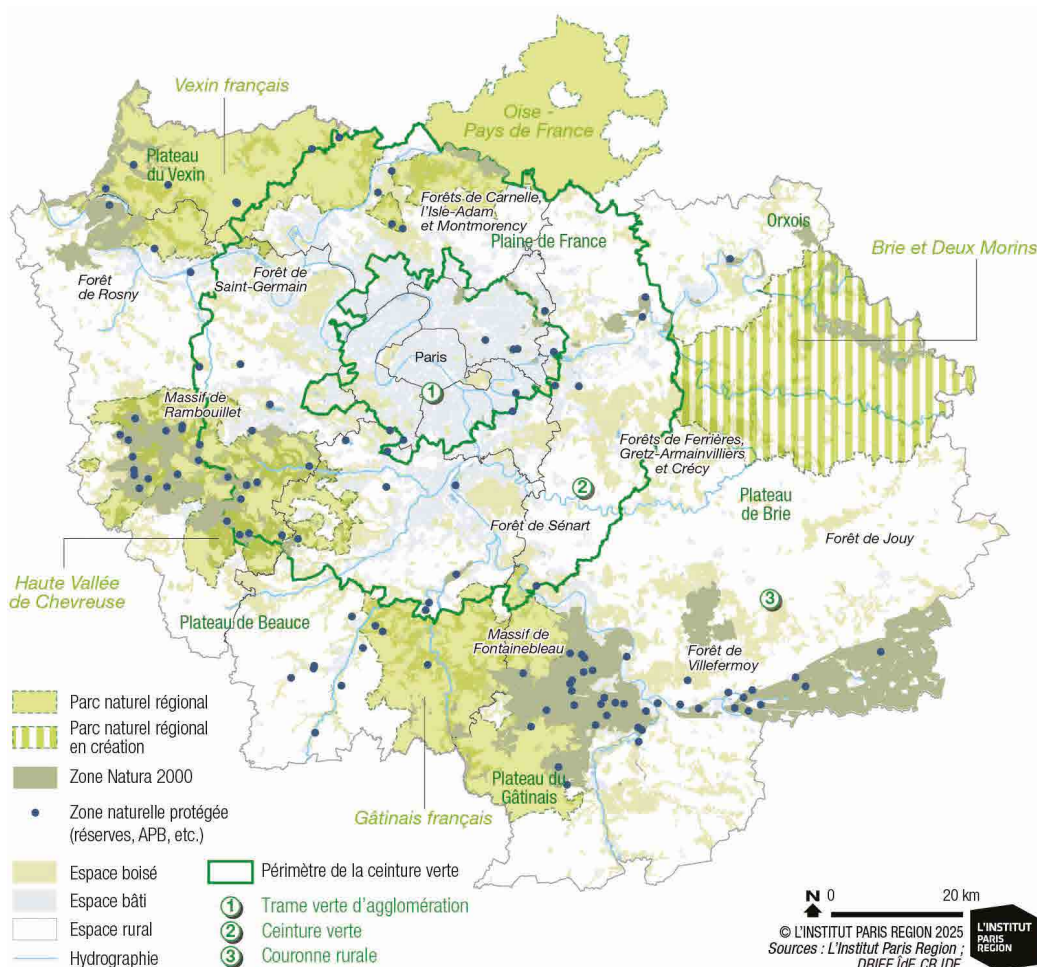 Vexin français
Oise -
Pays de France
Plateau
du Vexin
Forêts de Carnelle,
l'Isle-Adam
et Montmorency
Plaine de France
Orxois
Brie et Deux Morins
Forêt
de Rosny
Forêt de
Saint-Germain
Paris
1
Massif de
Rambouillet
Forêts de Ferrières,
Gretz-Armainvilliers
et Crécy
2
Plateau
de Brie
Forêt de Sénart
Forêt de Jouy
Haute Vallée
de Chevreuse
3
Plateau de Beauce
Massif de
Fontainebleau
Forêt de
Villefermoy
Plateau du
Gâtinais
Gâtinais français
Parc naturel régional
Parc naturel régional
en création
Zone Natura 2000
Zone naturelle protégée
(réserves, APB, etc.)
Espace boisé
Espace bâti
Espace rural
Hydrographie
Périmètre de la ceinture verte
1 Trame verte d'agglomération
2 Ceinture verte
3 Couronne rurale
N 0 20 km
© L'INSTITUT PARIS REGION 2025
Sources : L'Institut Paris Region ;
DRIEE ÎdF, CR IDF
L'INSTITUT
PARIS
REGION